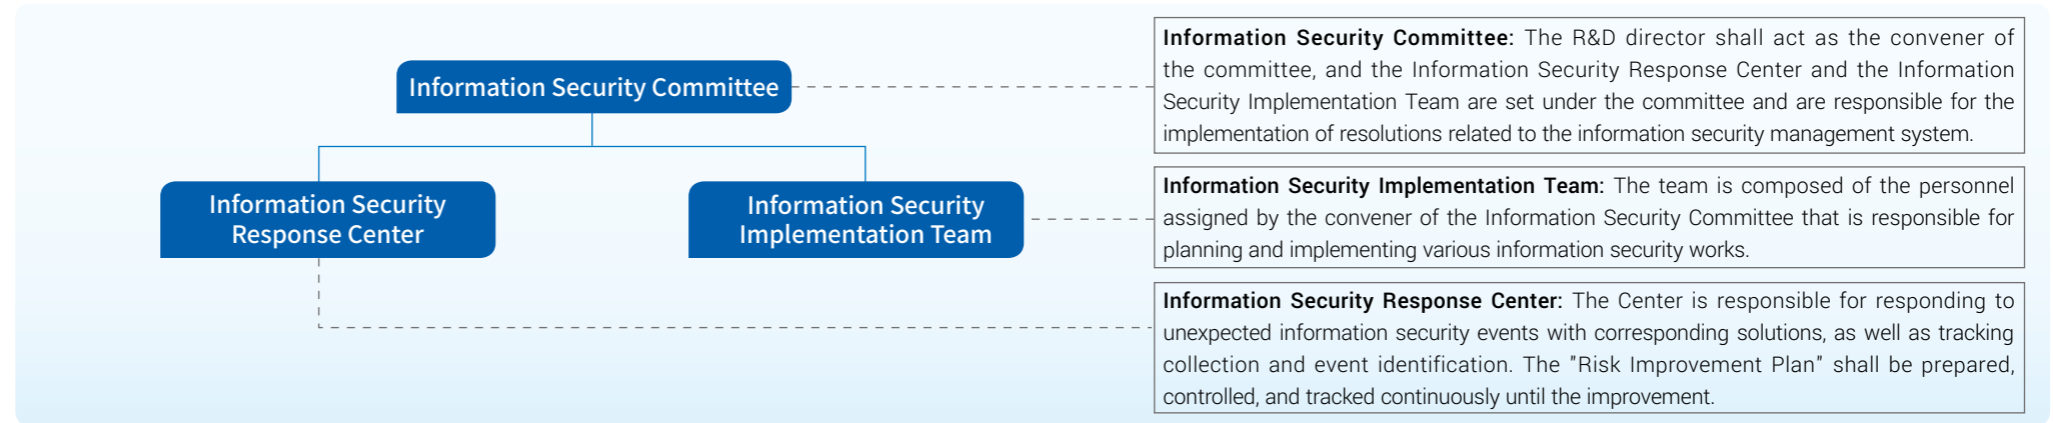 Information Security Committee
Information Security
Response Center
Information Security
Implementation Team
Information Security Committee: The R&D director shall act as the convener of
the committee, and the Information Security Response Center and the Information
Security Implementation Team are set under the committee and are responsible for the
implementation of resolutions related to the information security management system.
Information Security Implementation Team: The team is composed of the personnel
assigned by the convener of the Information Security Committee that is responsible for
planning and implementing various information security works.
Information Security Response Center: The Center is responsible for responding to
unexpected information security events with corresponding solutions, as well as tracking
collection and event identification. The "Risk Improvement Plan" shall be prepared,
controlled, and tracked continuously until the improvement.